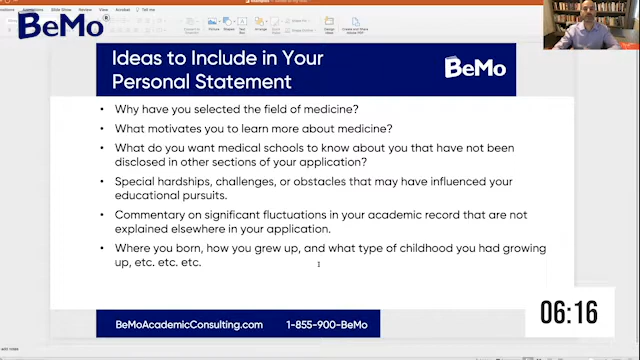 BeMo®
Ideas to Include in Your
Personal Statement
BeMo
• Why have you selected the field of medicine?
• What motivates you to learn more about medicine?
• What do you want medical schools to know about you that have not been
disclosed in other sections of your application?
• Special hardships, challenges, or obstacles that may have influenced your
educational pursuits.
• Commentary on significant fluctuations in your academic record that are not
explained elsewhere in your application.
• Where you born, how you grew up, and what type of childhood you had growing
up, etc. etc. etc.
06:16
BeMoAcademicConsulting.com 1-855-900-BeMo